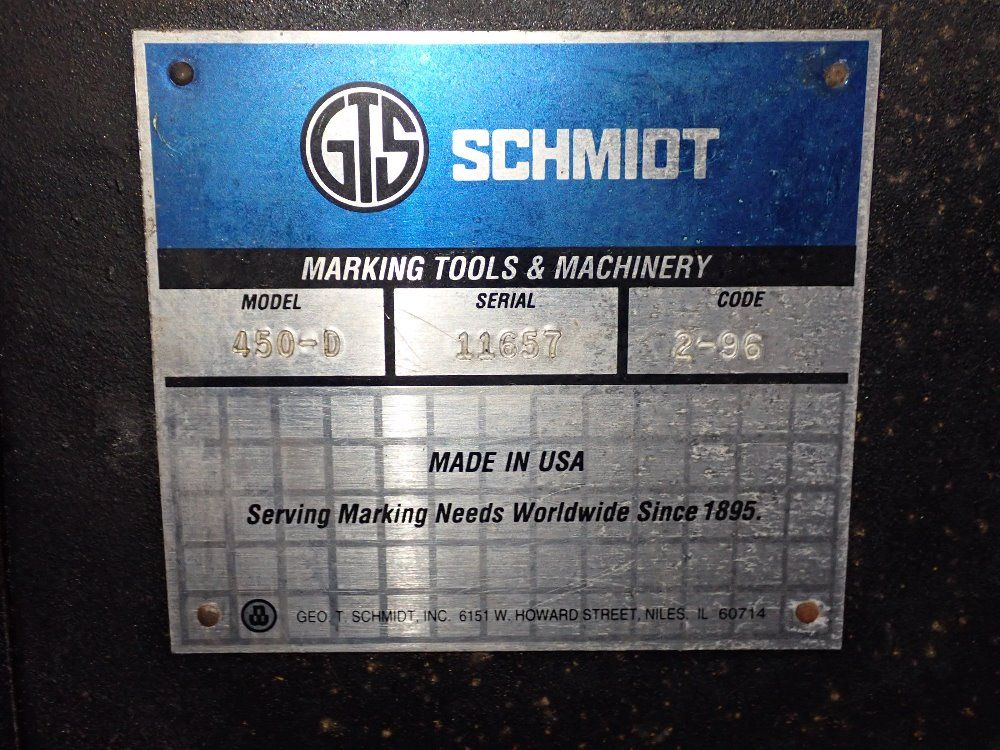 GTS SCHMIDT
MARKING TOOLS & MACHINERY
MODEL SERIAL CODE
450-D 11657 2-96
MADE IN USA
Serving Marking Needs Worldwide Since 1895.
GEO. T. SCHMIDT, INC. 6151 W. HOWARD STREET, NILES, IL 60714